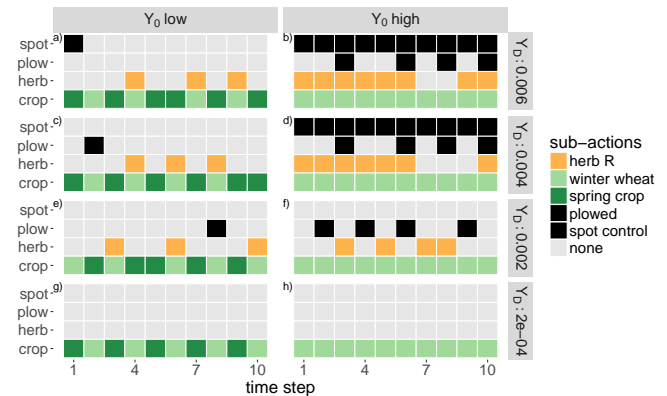 Y0 low
Y0 high
a)
b)
spot
plow
herb
crop
YD : 0.006
c)
d)
spot
plow
herb
crop
YD : 0.004
e)
f)
spot
plow
herb
crop
YD : 0.002
g)
h)
spot
plow
herb
crop
YD : 2e−04
1 4 7 10
1 4 7 10
time step
sub−actions
herb R
winter wheat
spring crop
plowed
spot control
none